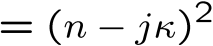 = (n − jκ)²